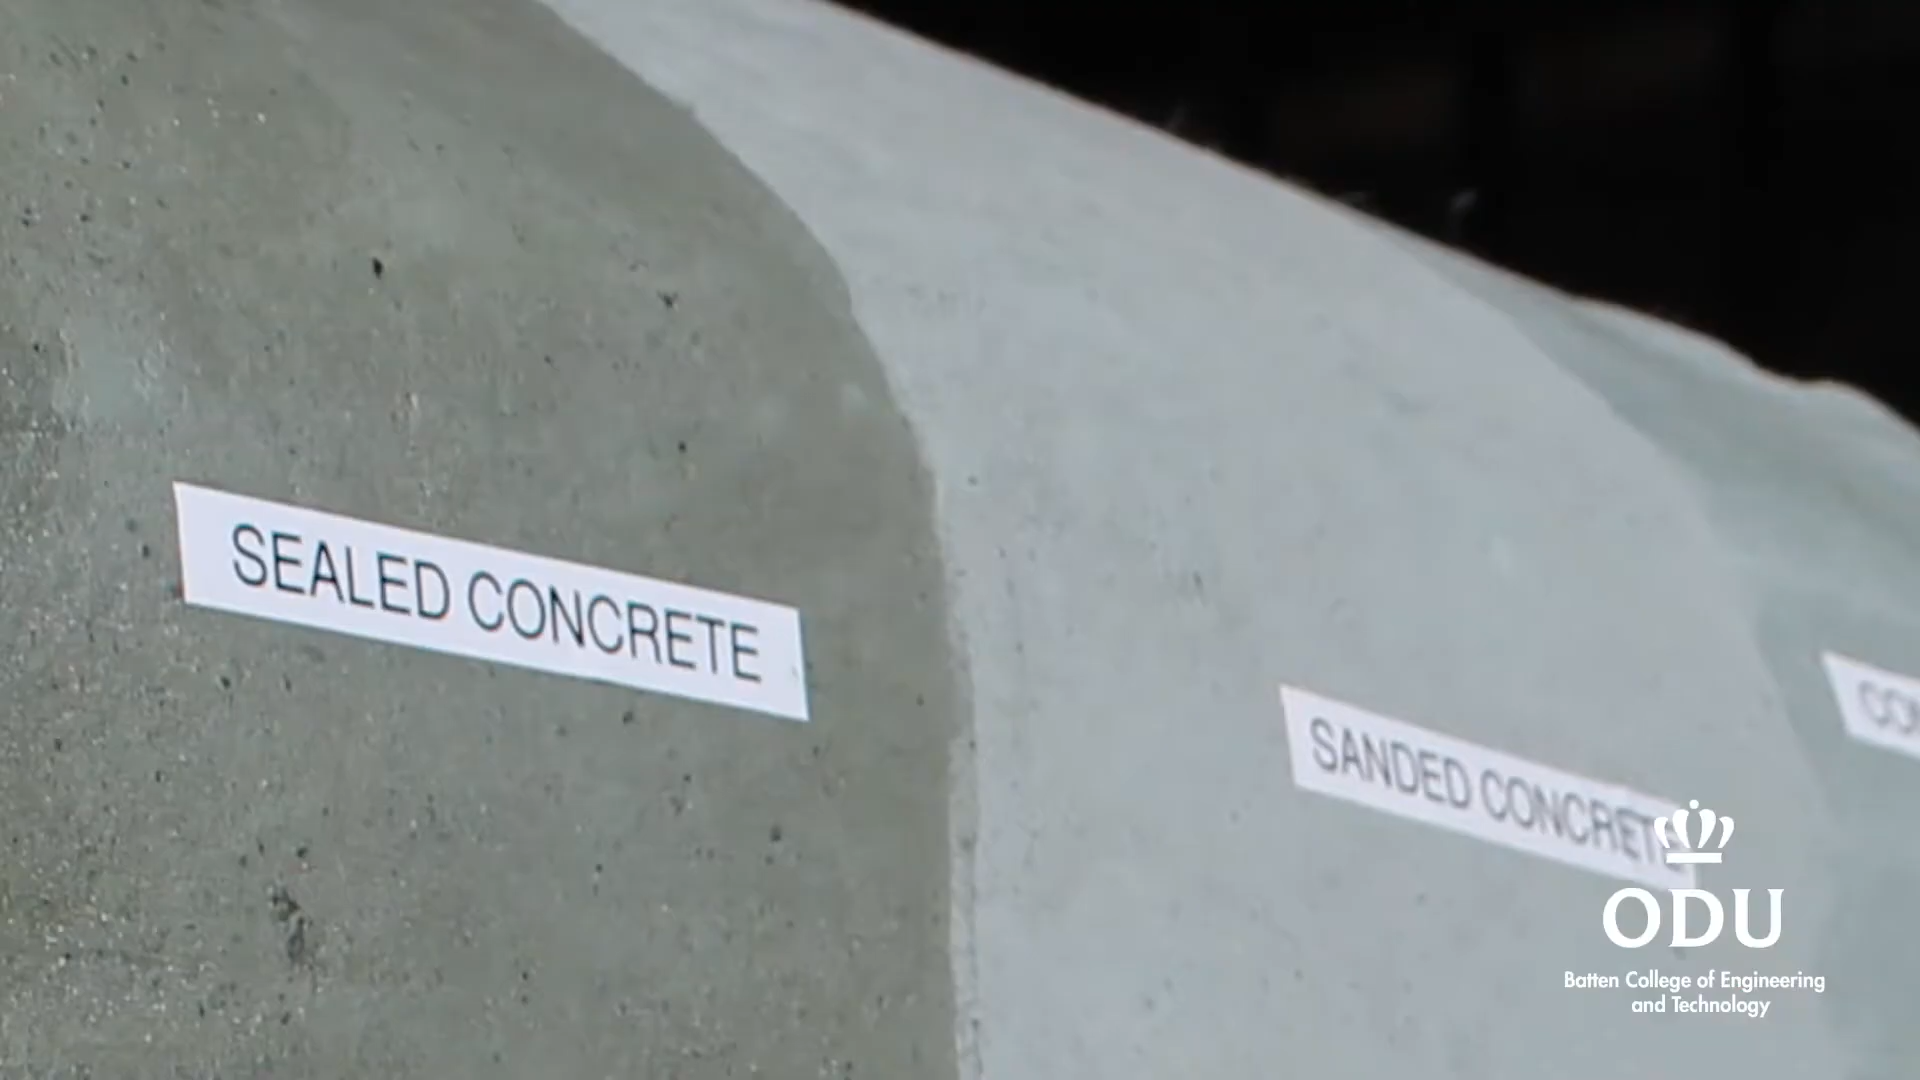 SEALED CONCRETE
SANDED CONCRETE
ODU
Batten College of Engineering
and Technology